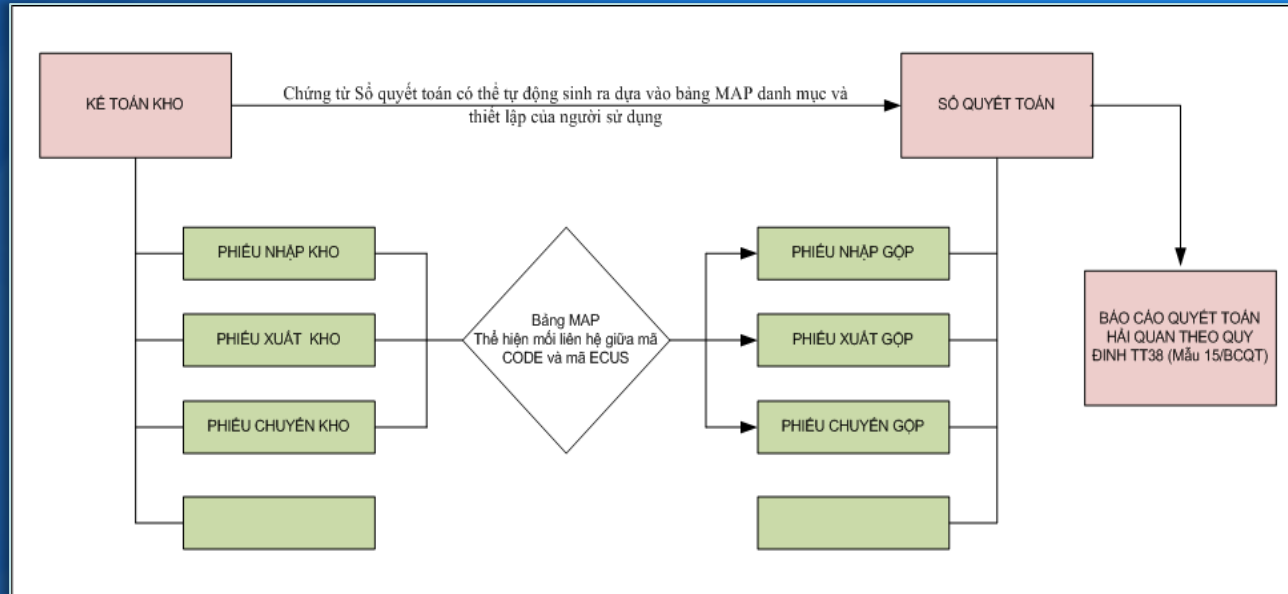 KẾ TOÁN KHO
Chứng từ Sổ quyết toán có thể tự động sinh ra dựa vào bảng MAP danh mục và
thiết lập của người sử dụng
SỔ QUYẾT TOÁN
PHIẾU NHẬP KHO
PHIẾU XUẤT KHO
PHIẾU CHUYỂN KHO
Bảng MAP
Thể hiện mối liên hệ giữa mã
CODE và mã ECUS
PHIẾU NHẬP GỘP
PHIẾU XUẤT GỘP
PHIẾU CHUYỂN GỘP
BÁO CÁO QUYẾT TOÁN
HẢI QUAN THEO QUY
ĐỊNH TT38 (Mẫu 15/BCQT)